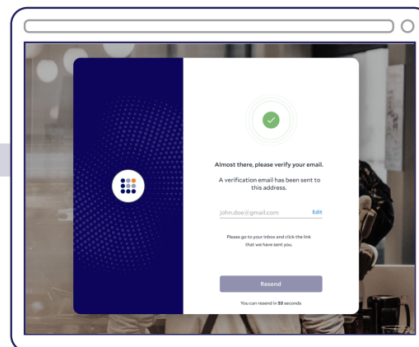 Almost there, please verify your email.
A verification email has been sent to
this address.
john.doe@gmail.com Edit
Please go to your inbox and click the link
that we have sent you.
Resend
You can resend in 53 seconds